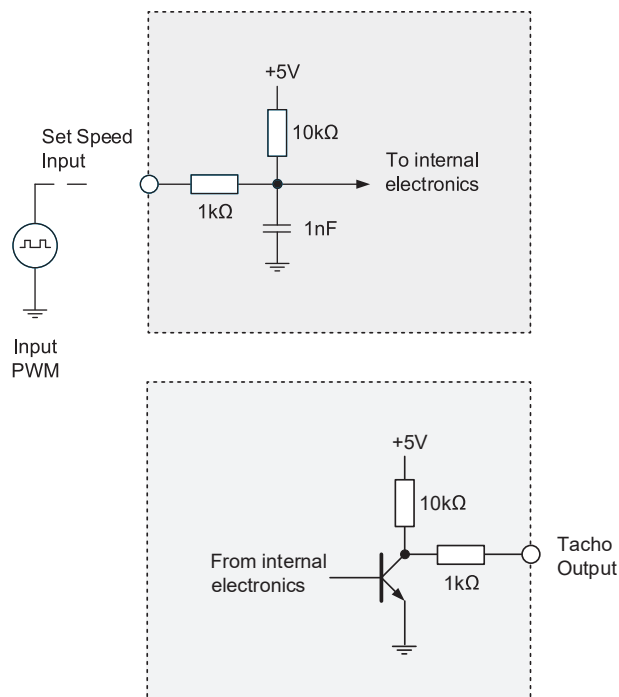 +5V
10kΩ
Set Speed
Input
To internal
electronics
1kΩ
1nF
Input
PWM
+5V
10kΩ
From internal
electronics
1kΩ
Tacho
Output